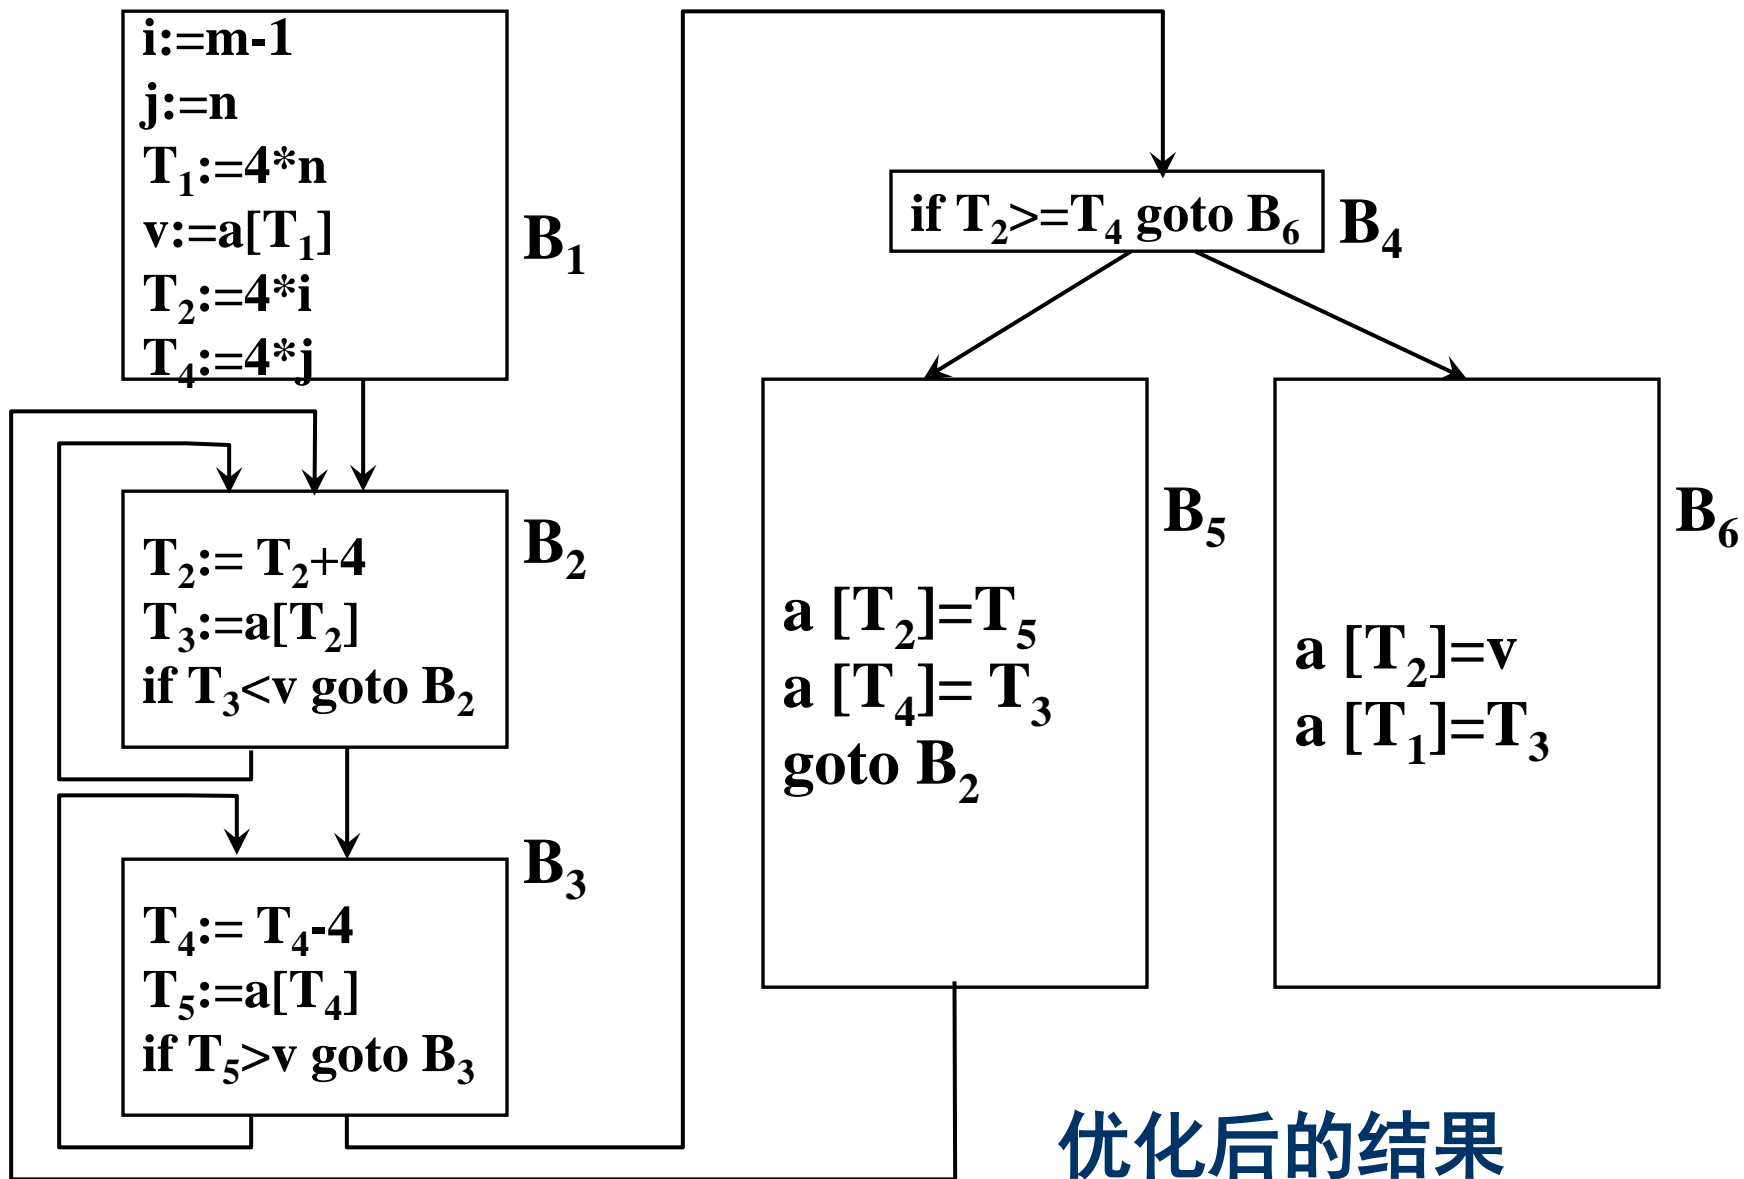 i:=m-1
j:=n
T₁:=4*n
v:=a[T₁]
T₂:=4*i
T₄:=4*j
B₁
T₂:= T₂+4
T₃:=a[T₂]
if T₃<v goto B₂
B₂
T₄:= T₄-4
T₅:=a[T₄]
if T₅>v goto B₃
B₃
if T₂>=T₄ goto B₆
B₄
a [T₂]=T₅
a [T₄]= T₃
goto B₂
B₅
a [T₂]=v
a [T₁]=T₃
B₆
优化后的结果